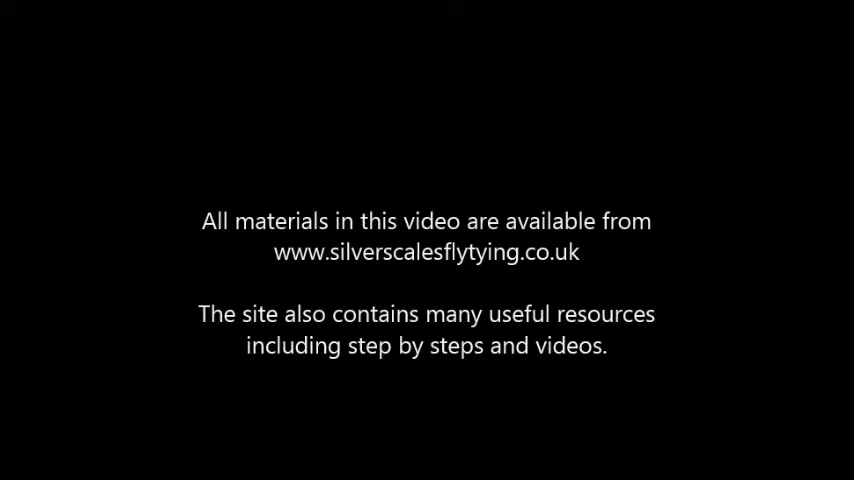 All materials in this video are available from
www.silverscalesflytying.co.uk
The site also contains many useful resources
including step by steps and videos.